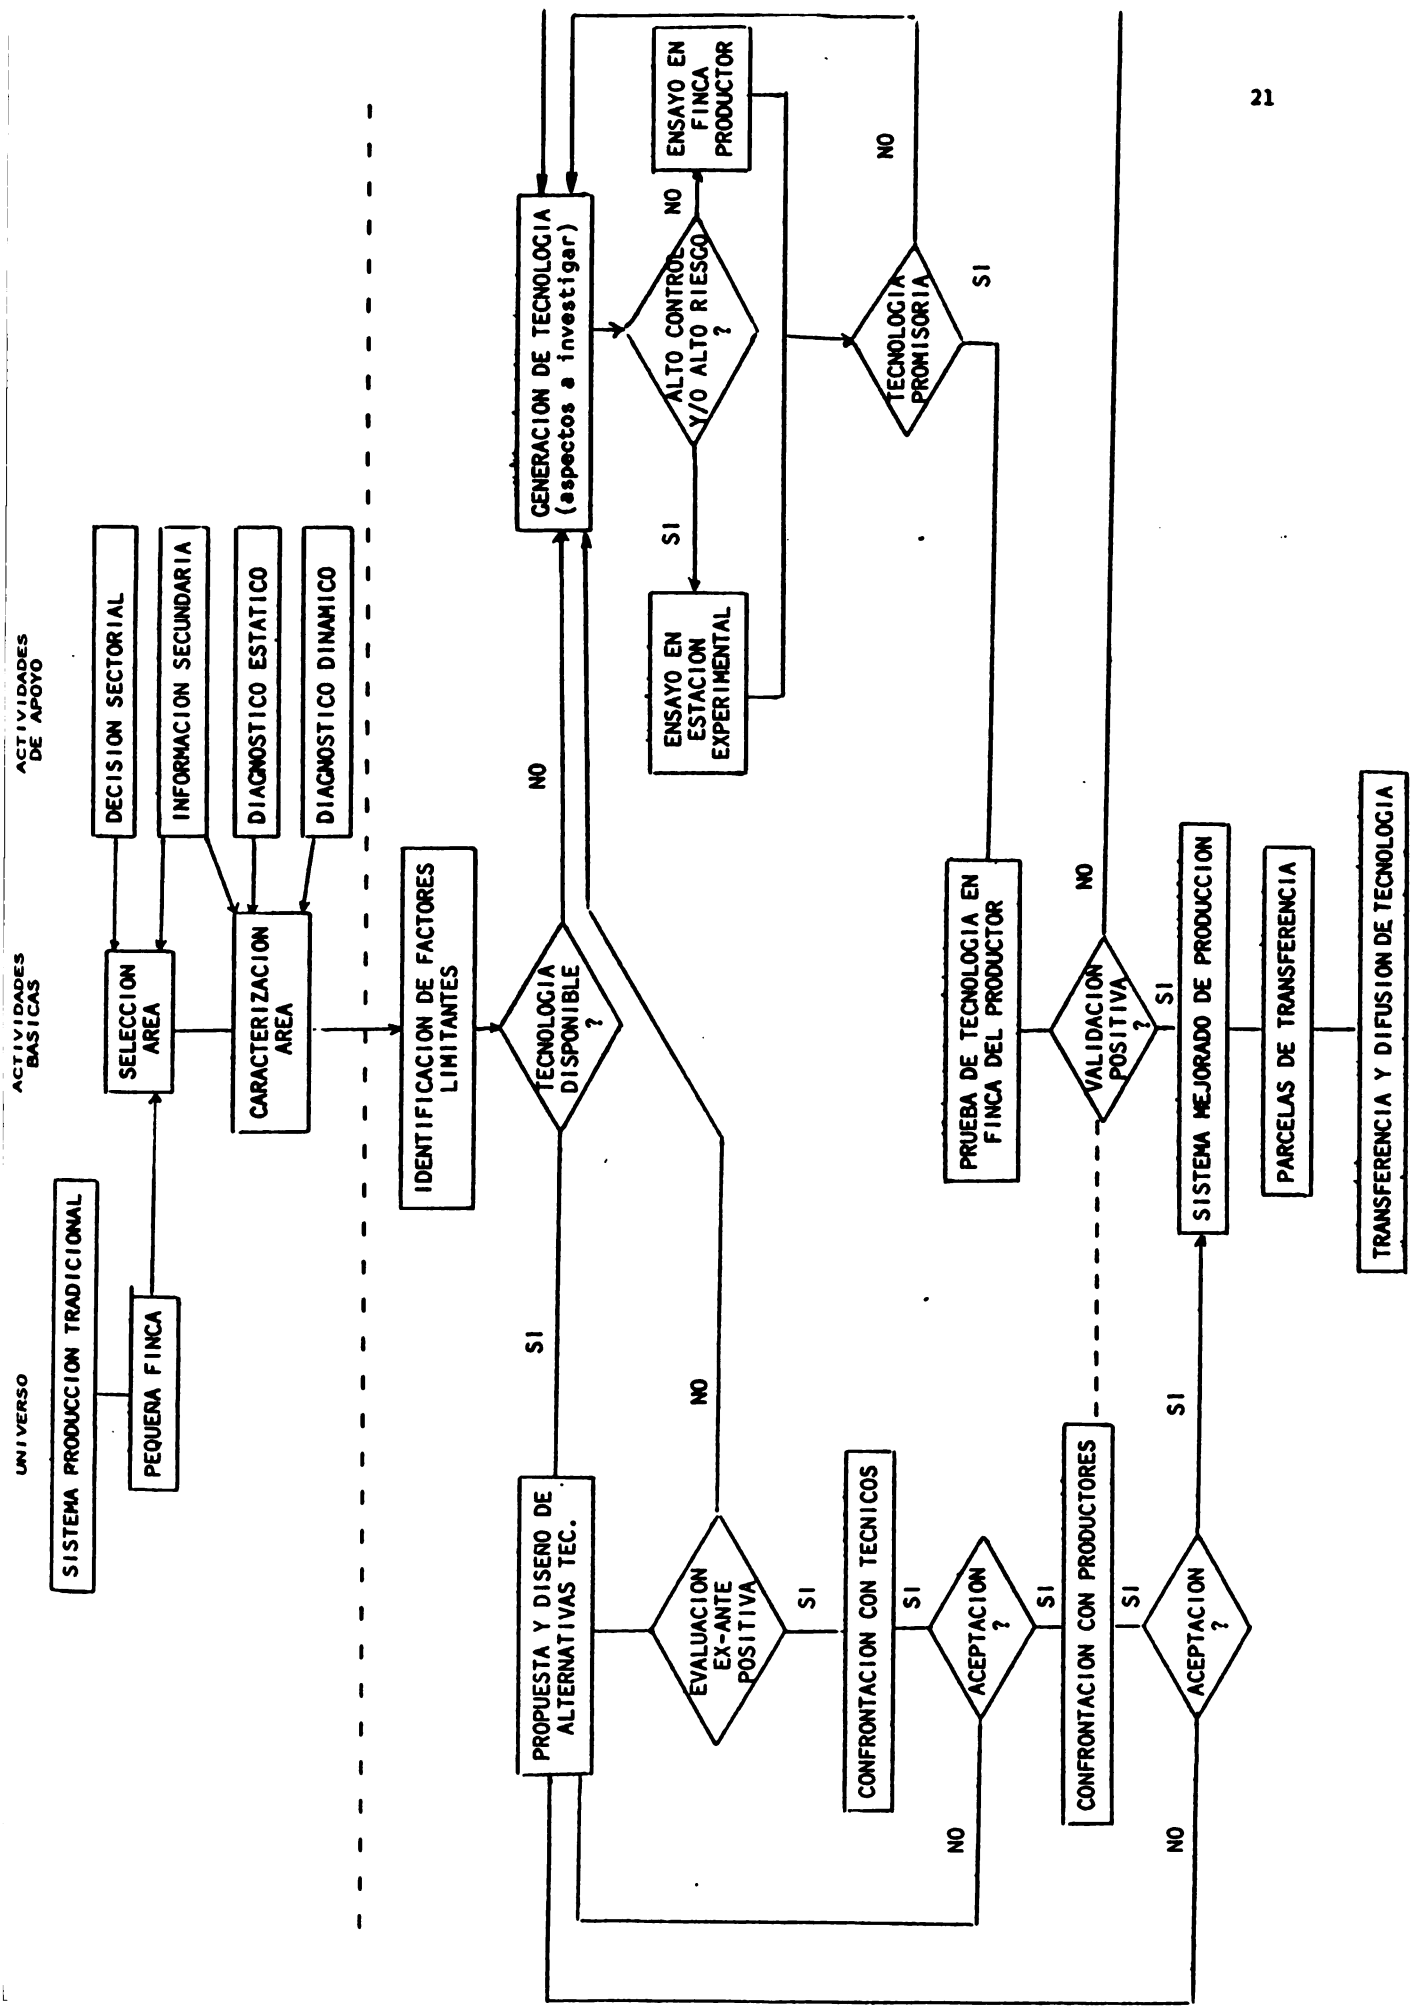 UNIVERSO
ACTIVIDADES
BASICAS
ACTIVIDADES
DE APOYO
SISTEMA PRODUCCION TRADICIONAL
PEQUEÑA FINCA
SELECCION
AREA
CARACTERIZACION
AREA
DECISION SECTORIAL
INFORMACION SECUNDARIA
DIAGNOSTICO ESTATICO
DIAGNOSTICO DINAMICO
IDENTIFICACION DE FACTORES
LIMITANTES
TECNOLOGIA
DISPONIBLE
?
SI
NO
PROPUESTA Y DISEÑO DE
ALTERNATIVAS TEC.
GENERACION DE TECNOLOGIA
(aspectos a investigar)
EVALUACION
EX-ANTE
POSITIVA
NO
SI
ALTO CONTROL
Y/O ALTO RIESGO
?
SI
NO
ENSAYO EN
ESTACION
EXPERIMENTAL
ENSAYO EN
FINCA
PRODUCTOR
CONFRONTACION CON TECNICOS
SI
TECNOLOGIA
PROMISORIA
NO
SI
ACEPTACION
?
NO
SI
PRUEBA DE TECNOLOGIA EN
FINCA DEL PRODUCTOR
CONFRONTACION CON PRODUCTORES
SI
VALIDACION
POSITIVA
?
NO
SI
ACEPTACION
?
NO
SI
SISTEMA MEJORADO DE PRODUCCION
PARCELAS DE TRANSFERENCIA
TRANSFERENCIA Y DIFUSION DE TECNOLOGIA
21